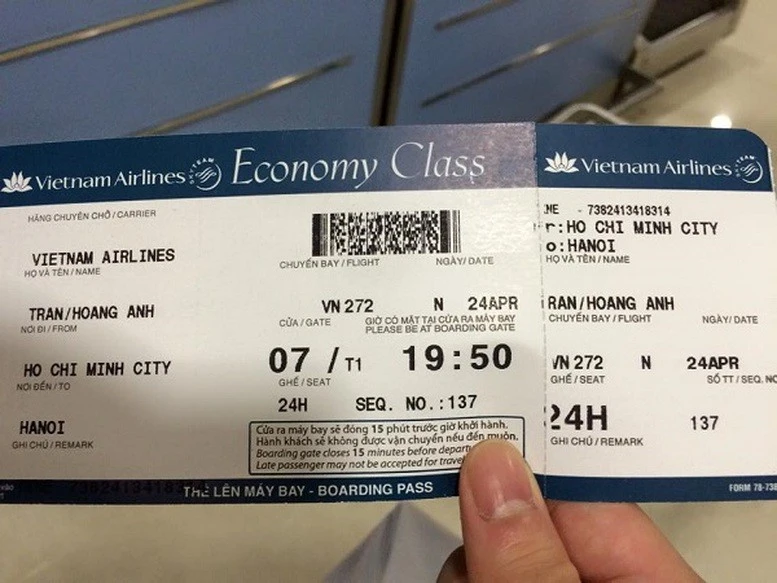 Vietnam Airlines SKYTEAM Economy Class
HÃNG CHUYÊN CHỞ / CARRIER
VIETNAM AIRLINES
HỌ VÀ TÊN / NAME
CHUYẾN BAY / FLIGHT NGÀY / DATE
TRAN/HOANG ANH VN 272 N 24APR
NƠI ĐI / FROM
CỬA / GATE GIỜ CÓ MẶT TẠI CỬA RA MÁY BAY
PLEASE BE AT BOARDING GATE
HO CHI MINH CITY 07 / T1 19:50
NƠI ĐẾN / TO
GHẾ / SEAT
24H SEQ. NO.:137
HANOI
GHI CHÚ / REMARK
Cửa ra máy bay sẽ đóng 15 phút trước giờ khởi hành.
Hành khách sẽ không được vận chuyển nếu đến muộn.
Boarding gate closes 15 minutes before
Late passenger may not be accepted for
THẺ LÊN MÁY BAY - BOARDING PASS
Vietnam Airlines SKYTEAM
- 7382413418314
:HO CHI MINH CITY
:HANOI
HỌ VÀ TÊN / NAME
RAN/HOANG ANH
CHUYẾN BAY / FLIGHT NGÀY / DATE
VN 272 N 24APR
GHẾ / SEAT SỐ TT / SEQ. NO
24H 137
GHI CHÚ / REMARK
FORM 78-738